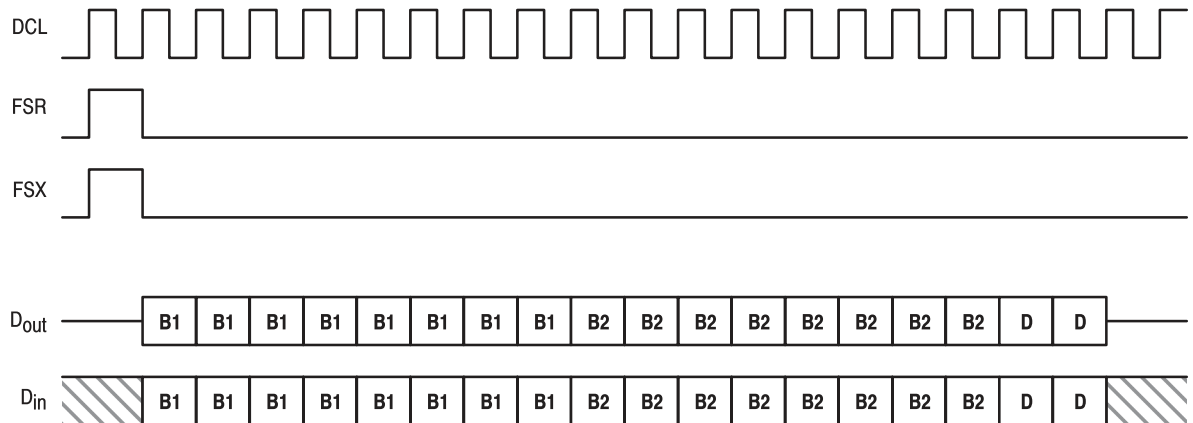 DCL
FSR
FSX
Dout B1 B1 B1 B1 B1 B1 B1 B1 B2 B2 B2 B2 B2 B2 B2 B2 D D
Din B1 B1 B1 B1 B1 B1 B1 B1 B2 B2 B2 B2 B2 B2 B2 B2 D D